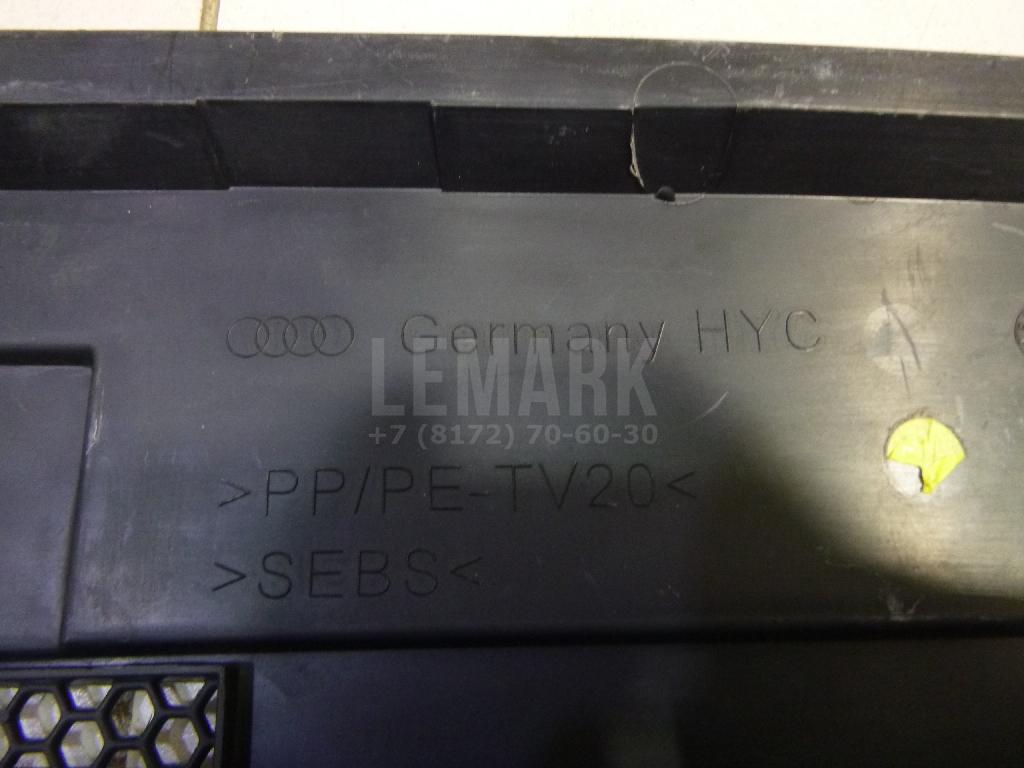 Germany HYC
LEMARK
+7 (8172) 70-60-30
>PP/PE-TV20<
>SEBS<